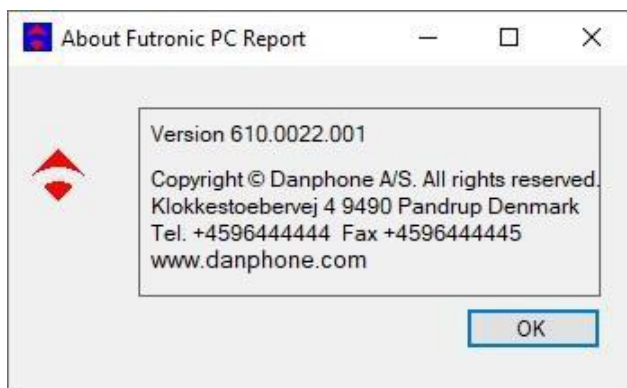 About Futronic PC Report
Version 610.0022.001
Copyright © Danphone A/S. All rights reserved.
Klokkestoebervej 4 9490 Pandrup Denmark
Tel. +4596444444 Fax +4596444445
www.danphone.com
OK